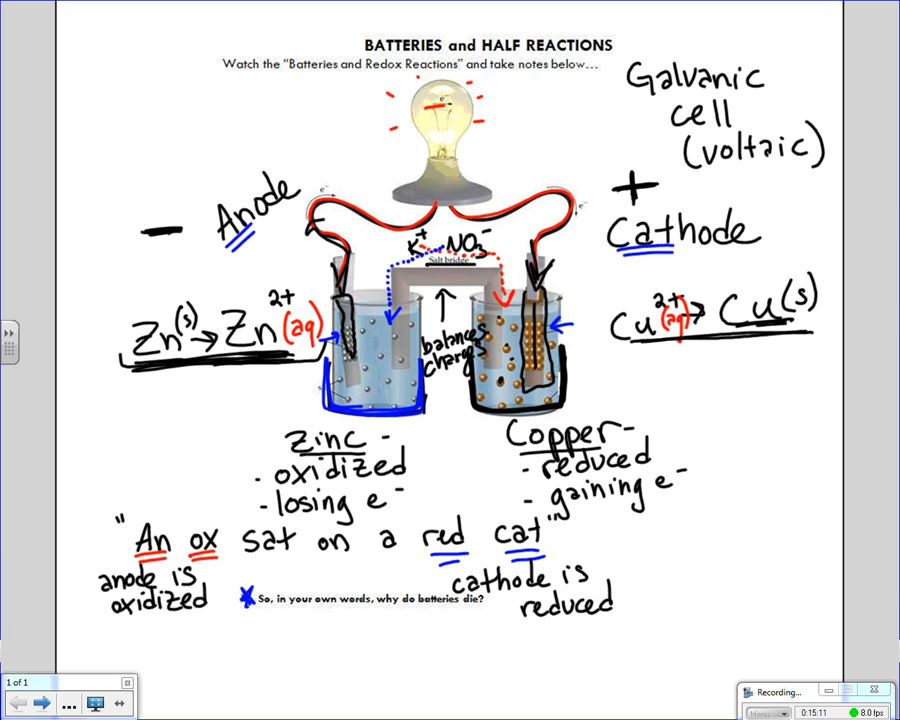 BATTERIES and HALF REACTIONS
Watch the "Batteries and Redox Reactions" and take notes below...
Galvanic
cell
(voltaic)
e⁻
- Anode
+
Cathode
e⁻
e⁻
K⁺ NO₃⁻
Salt bridge
Zn(s) → Zn²⁺(aq)
balances
charges
Cu²⁺(aq) → Cu(s)
Zinc -
- oxidized
- losing e⁻
Copper-
- reduced
- gaining e⁻
"An ox sat on a red cat"
anode is
oxidized
cathode is
reduced
So, in your own words, why do batteries die?
1 of 1
Recording...
Menu
0:15:11
8.0 fps